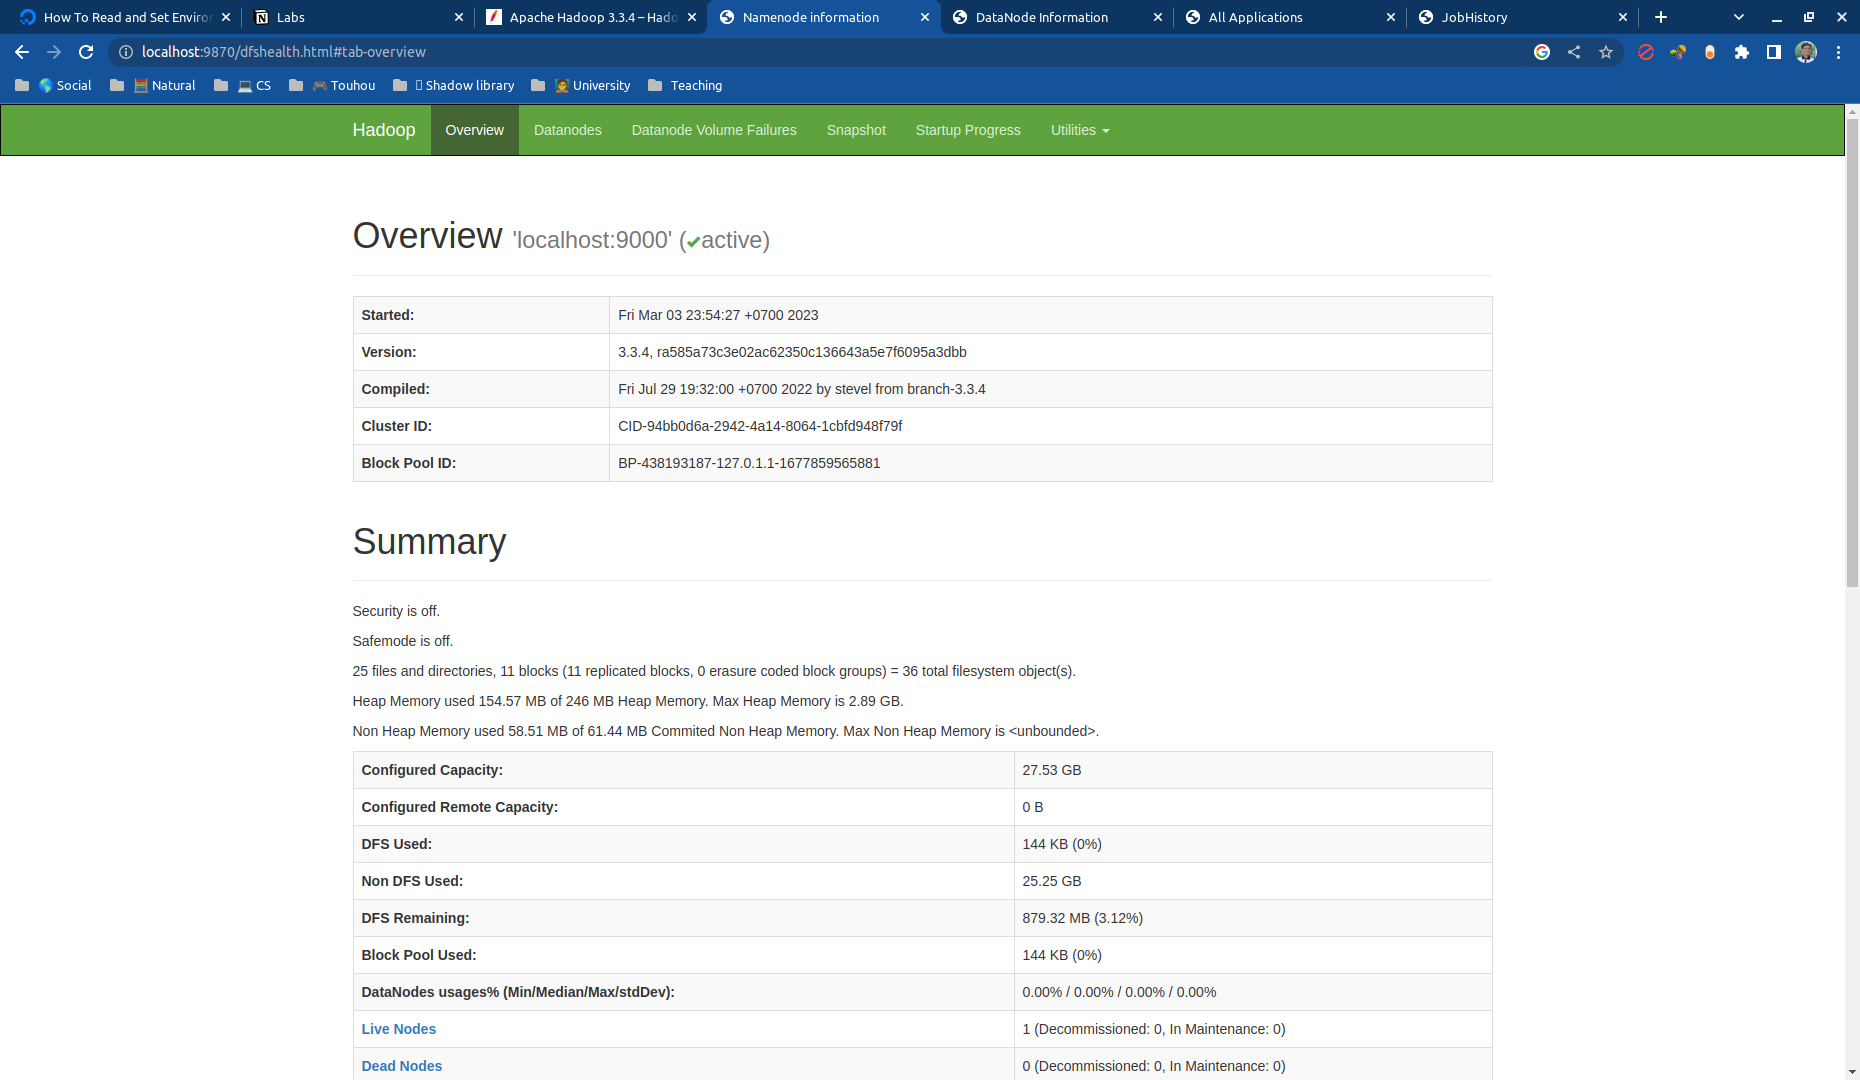 How To Read and Set Enviro
Labs
Apache Hadoop 3.3.4 – Hado
Namenode information
DataNode Information
All Applications
JobHistory
localhost:9870/dfshealth.html#tab-overview
Social
Natural
CS
Touhou
Shadow library
University
Teaching
Hadoop
Overview
Datanodes
Datanode Volume Failures
Snapshot
Startup Progress
Utilities
Overview 'localhost:9000' (✔active)
Started: Fri Mar 03 23:54:27 +0700 2023
Version: 3.3.4, ra585a73c3e02ac62350c136643a5e7f6095a3dbb
Compiled: Fri Jul 29 19:32:00 +0700 2022 by stevel from branch-3.3.4
Cluster ID: CID-94bb0d6a-2942-4a14-8064-1cbfd948f79f
Block Pool ID: BP-438193187-127.0.1.1-1677859565881
Summary
Security is off.
Safemode is off.
25 files and directories, 11 blocks (11 replicated blocks, 0 erasure coded block groups) = 36 total filesystem object(s).
Heap Memory used 154.57 MB of 246 MB Heap Memory. Max Heap Memory is 2.89 GB.
Non Heap Memory used 58.51 MB of 61.44 MB Commited Non Heap Memory. Max Non Heap Memory is <unbounded>.
Configured Capacity: 27.53 GB
Configured Remote Capacity: 0 B
DFS Used: 144 KB (0%)
Non DFS Used: 25.25 GB
DFS Remaining: 879.32 MB (3.12%)
Block Pool Used: 144 KB (0%)
DataNodes usages% (Min/Median/Max/stdDev): 0.00% / 0.00% / 0.00% / 0.00%
Live Nodes 1 (Decommissioned: 0, In Maintenance: 0)
Dead Nodes 0 (Decommissioned: 0, In Maintenance: 0)